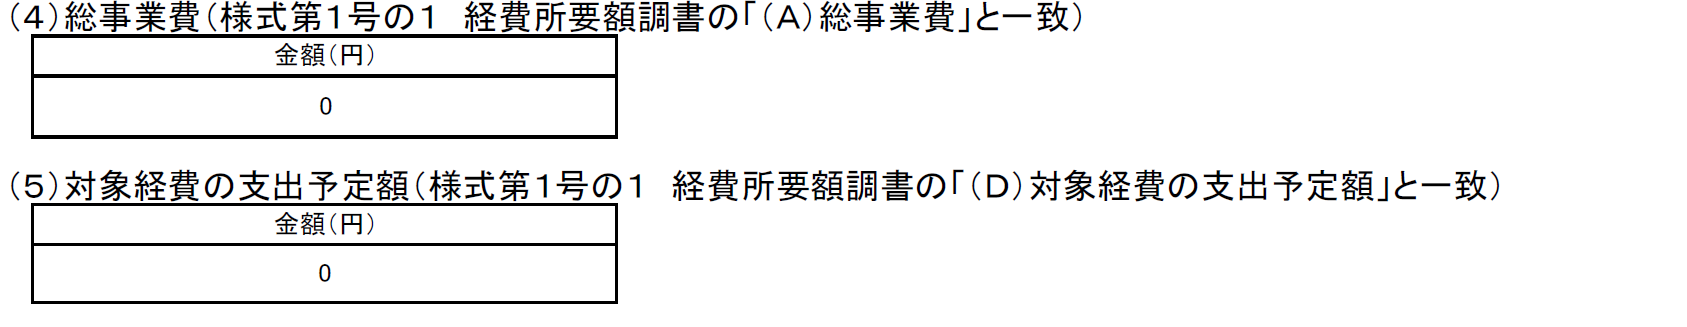 （4）総事業費（様式第１号の１　経費所要額調書の「（Ａ）総事業費」と一致）
金額（円）
0
（5）対象経費の支出予定額（様式第１号の１　経費所要額調書の「（Ｄ）対象経費の支出予定額」と一致）
金額（円）
0